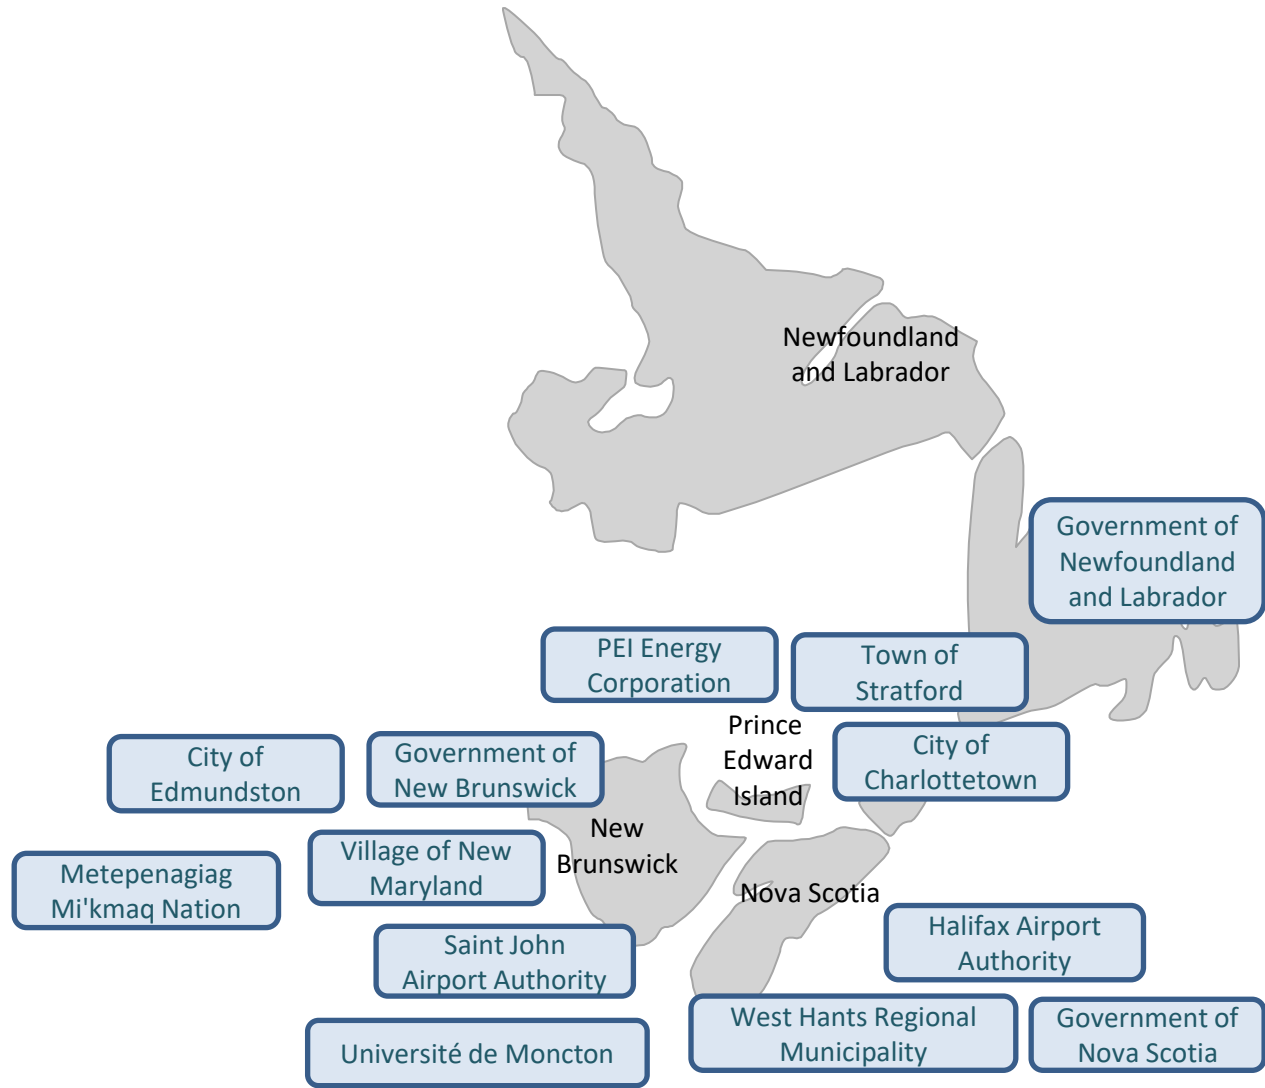 Newfoundland
and Labrador
Government of
Newfoundland
and Labrador
PEI Energy
Corporation
Town of
Stratford
Prince
Edward
Island
City of
Charlottetown
City of
Edmundston
Government of
New Brunswick
New
Brunswick
Village of New
Maryland
Metepenagiag
Mi'kmaq Nation
Nova Scotia
Saint John
Airport Authority
Halifax Airport
Authority
Université de Moncton
West Hants Regional
Municipality
Government of
Nova Scotia